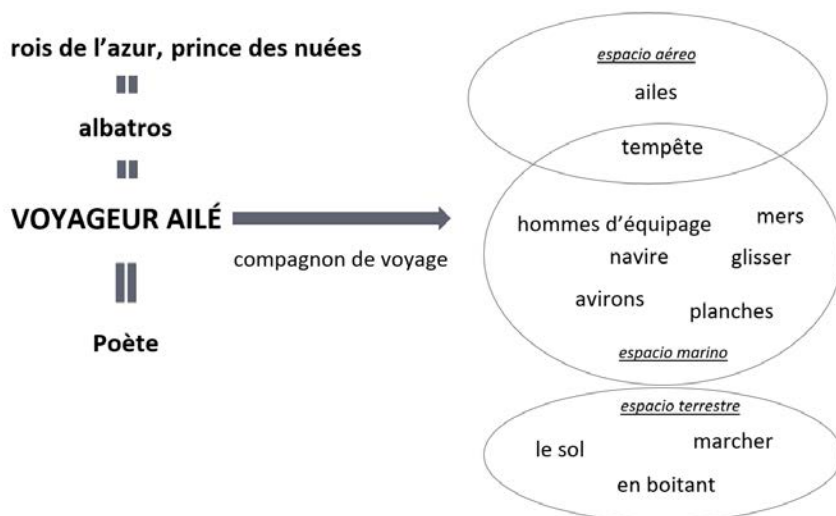 rois de l’azur, prince des nuées
albatros
VOYAGEUR AILÉ
compagnon de voyage
Poète
espacio aéreo
ailes
tempête
hommes d’équipage
mers
navire
glisser
avirons
planches
espacio marino
espacio terrestre
le sol
marcher
en boitant